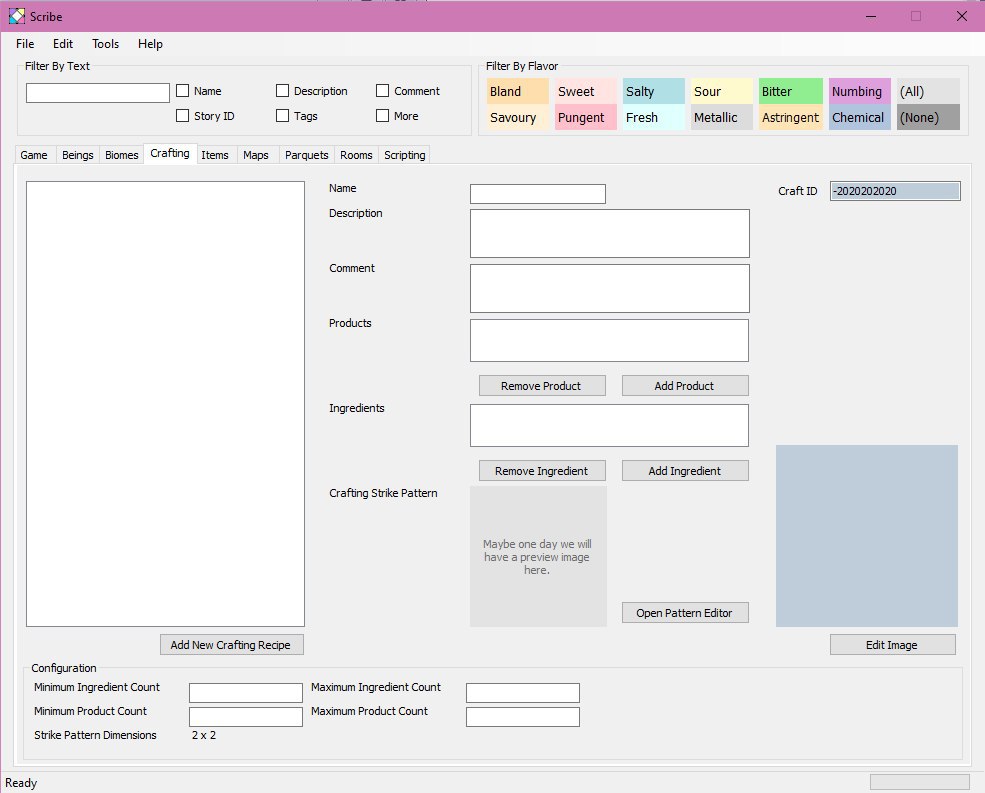 Scribe
File Edit Tools Help
Filter By Text
Name Description Comment
Story ID Tags More
Filter By Flavor
Bland Sweet Salty Sour Bitter Numbing (All)
Savoury Pungent Fresh Metallic Astringent Chemical (None)
Game Beings Biomes Crafting Items Maps Parquets Rooms Scripting
Name
Craft ID -2020202020
Description
Comment
Products
Remove Product Add Product
Ingredients
Remove Ingredient Add Ingredient
Crafting Strike Pattern
Maybe one day we will
have a preview image
here.
Open Pattern Editor
Add New Crafting Recipe
Edit Image
Configuration
Minimum Ingredient Count Maximum Ingredient Count
Minimum Product Count Maximum Product Count
Strike Pattern Dimensions 2 x 2
Ready